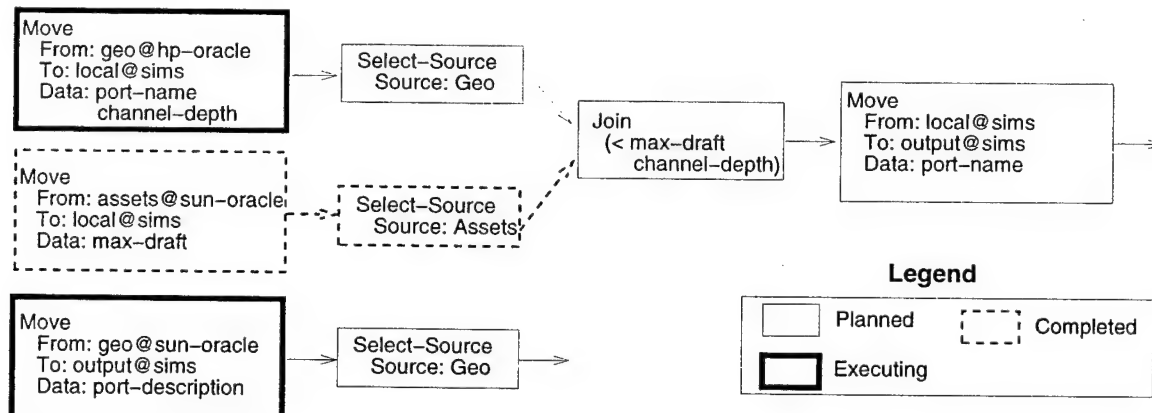 Move
From: geo@hp–oracle
To: local@sims
Data: port–name
channel–depth
Select–Source
Source: Geo
Join
(< max–draft
channel–depth)
Move
From: local@sims
To: output@sims
Data: port–name
Move
From: assets@sun–oracle
To: local@sims
Data: max–draft
Select–Source
Source: Assets
Move
From: geo@sun–oracle
To: output@sims
Data: port–description
Select–Source
Source: Geo
Legend
Planned
Completed
Executing